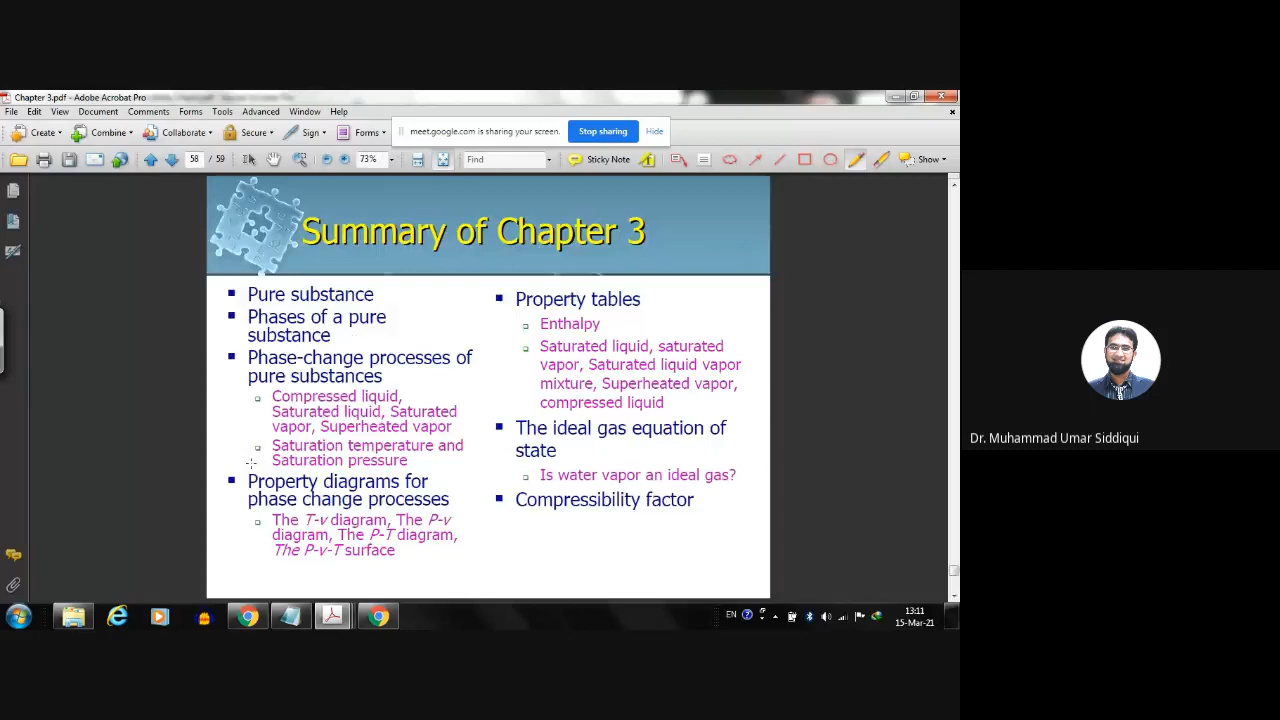 Chapter 3.pdf - Adobe Acrobat Pro
File Edit View Document Comments Forms Tools Advanced Window Help
Create Combine Collaborate Secure Sign Forms
meet.google.com is sharing your screen. Stop sharing Hide
58 / 59 73% Find Sticky Note Show
Summary of Chapter 3
Pure substance
Phases of a pure
substance
Phase-change processes of
pure substances
Compressed liquid,
Saturated liquid, Saturated
vapor, Superheated vapor
Saturation temperature and
Saturation pressure
Property diagrams for
phase change processes
The T-v diagram, The P-v
diagram, The P-T diagram,
The P-v-T surface
Property tables
Enthalpy
Saturated liquid, saturated
vapor, Saturated liquid vapor
mixture, Superheated vapor,
compressed liquid
The ideal gas equation of
state
Is water vapor an ideal gas?
Compressibility factor
Dr. Muhammad Umar Siddiqui
EN
13:11
15-Mar-21